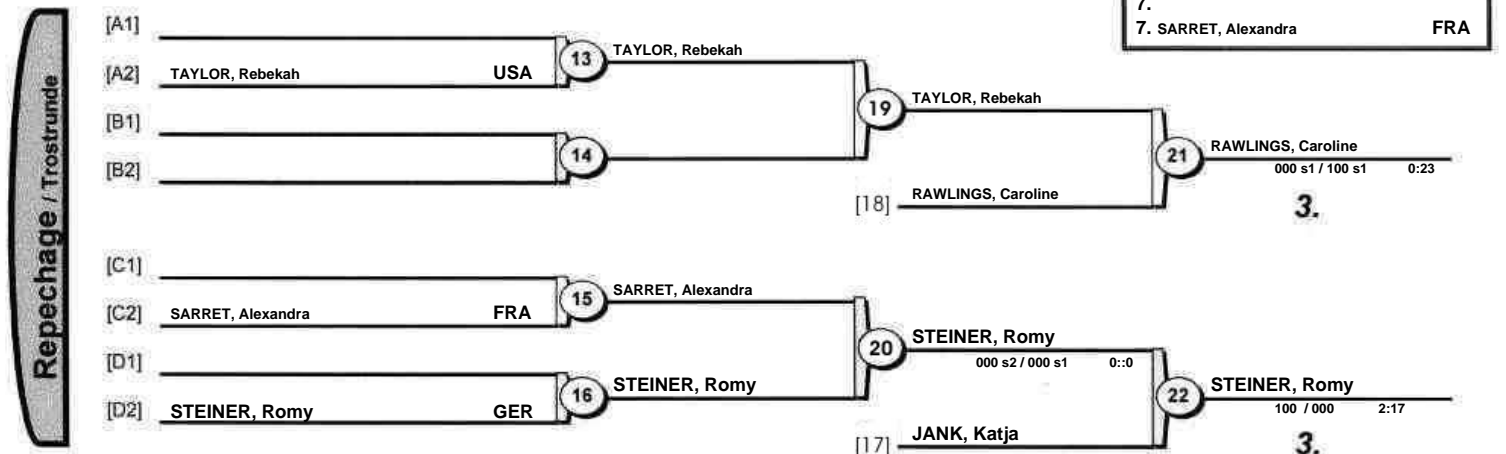 7.
7. SARRET, Alexandra FRA
Repechage / Trostrunde
[A1]
[A2] TAYLOR, Rebekah USA
13 TAYLOR, Rebekah
[B1]
[B2]
14
19 TAYLOR, Rebekah
[18] RAWLINGS, Caroline
21 RAWLINGS, Caroline
000 s1 / 100 s1 0:23
3.
[C1]
[C2] SARRET, Alexandra FRA
15 SARRET, Alexandra
[D1]
[D2] STEINER, Romy GER
16 STEINER, Romy
20 STEINER, Romy
000 s2 / 000 s1 0::0
[17] JANK, Katja
22 STEINER, Romy
100 / 000 2:17
3.